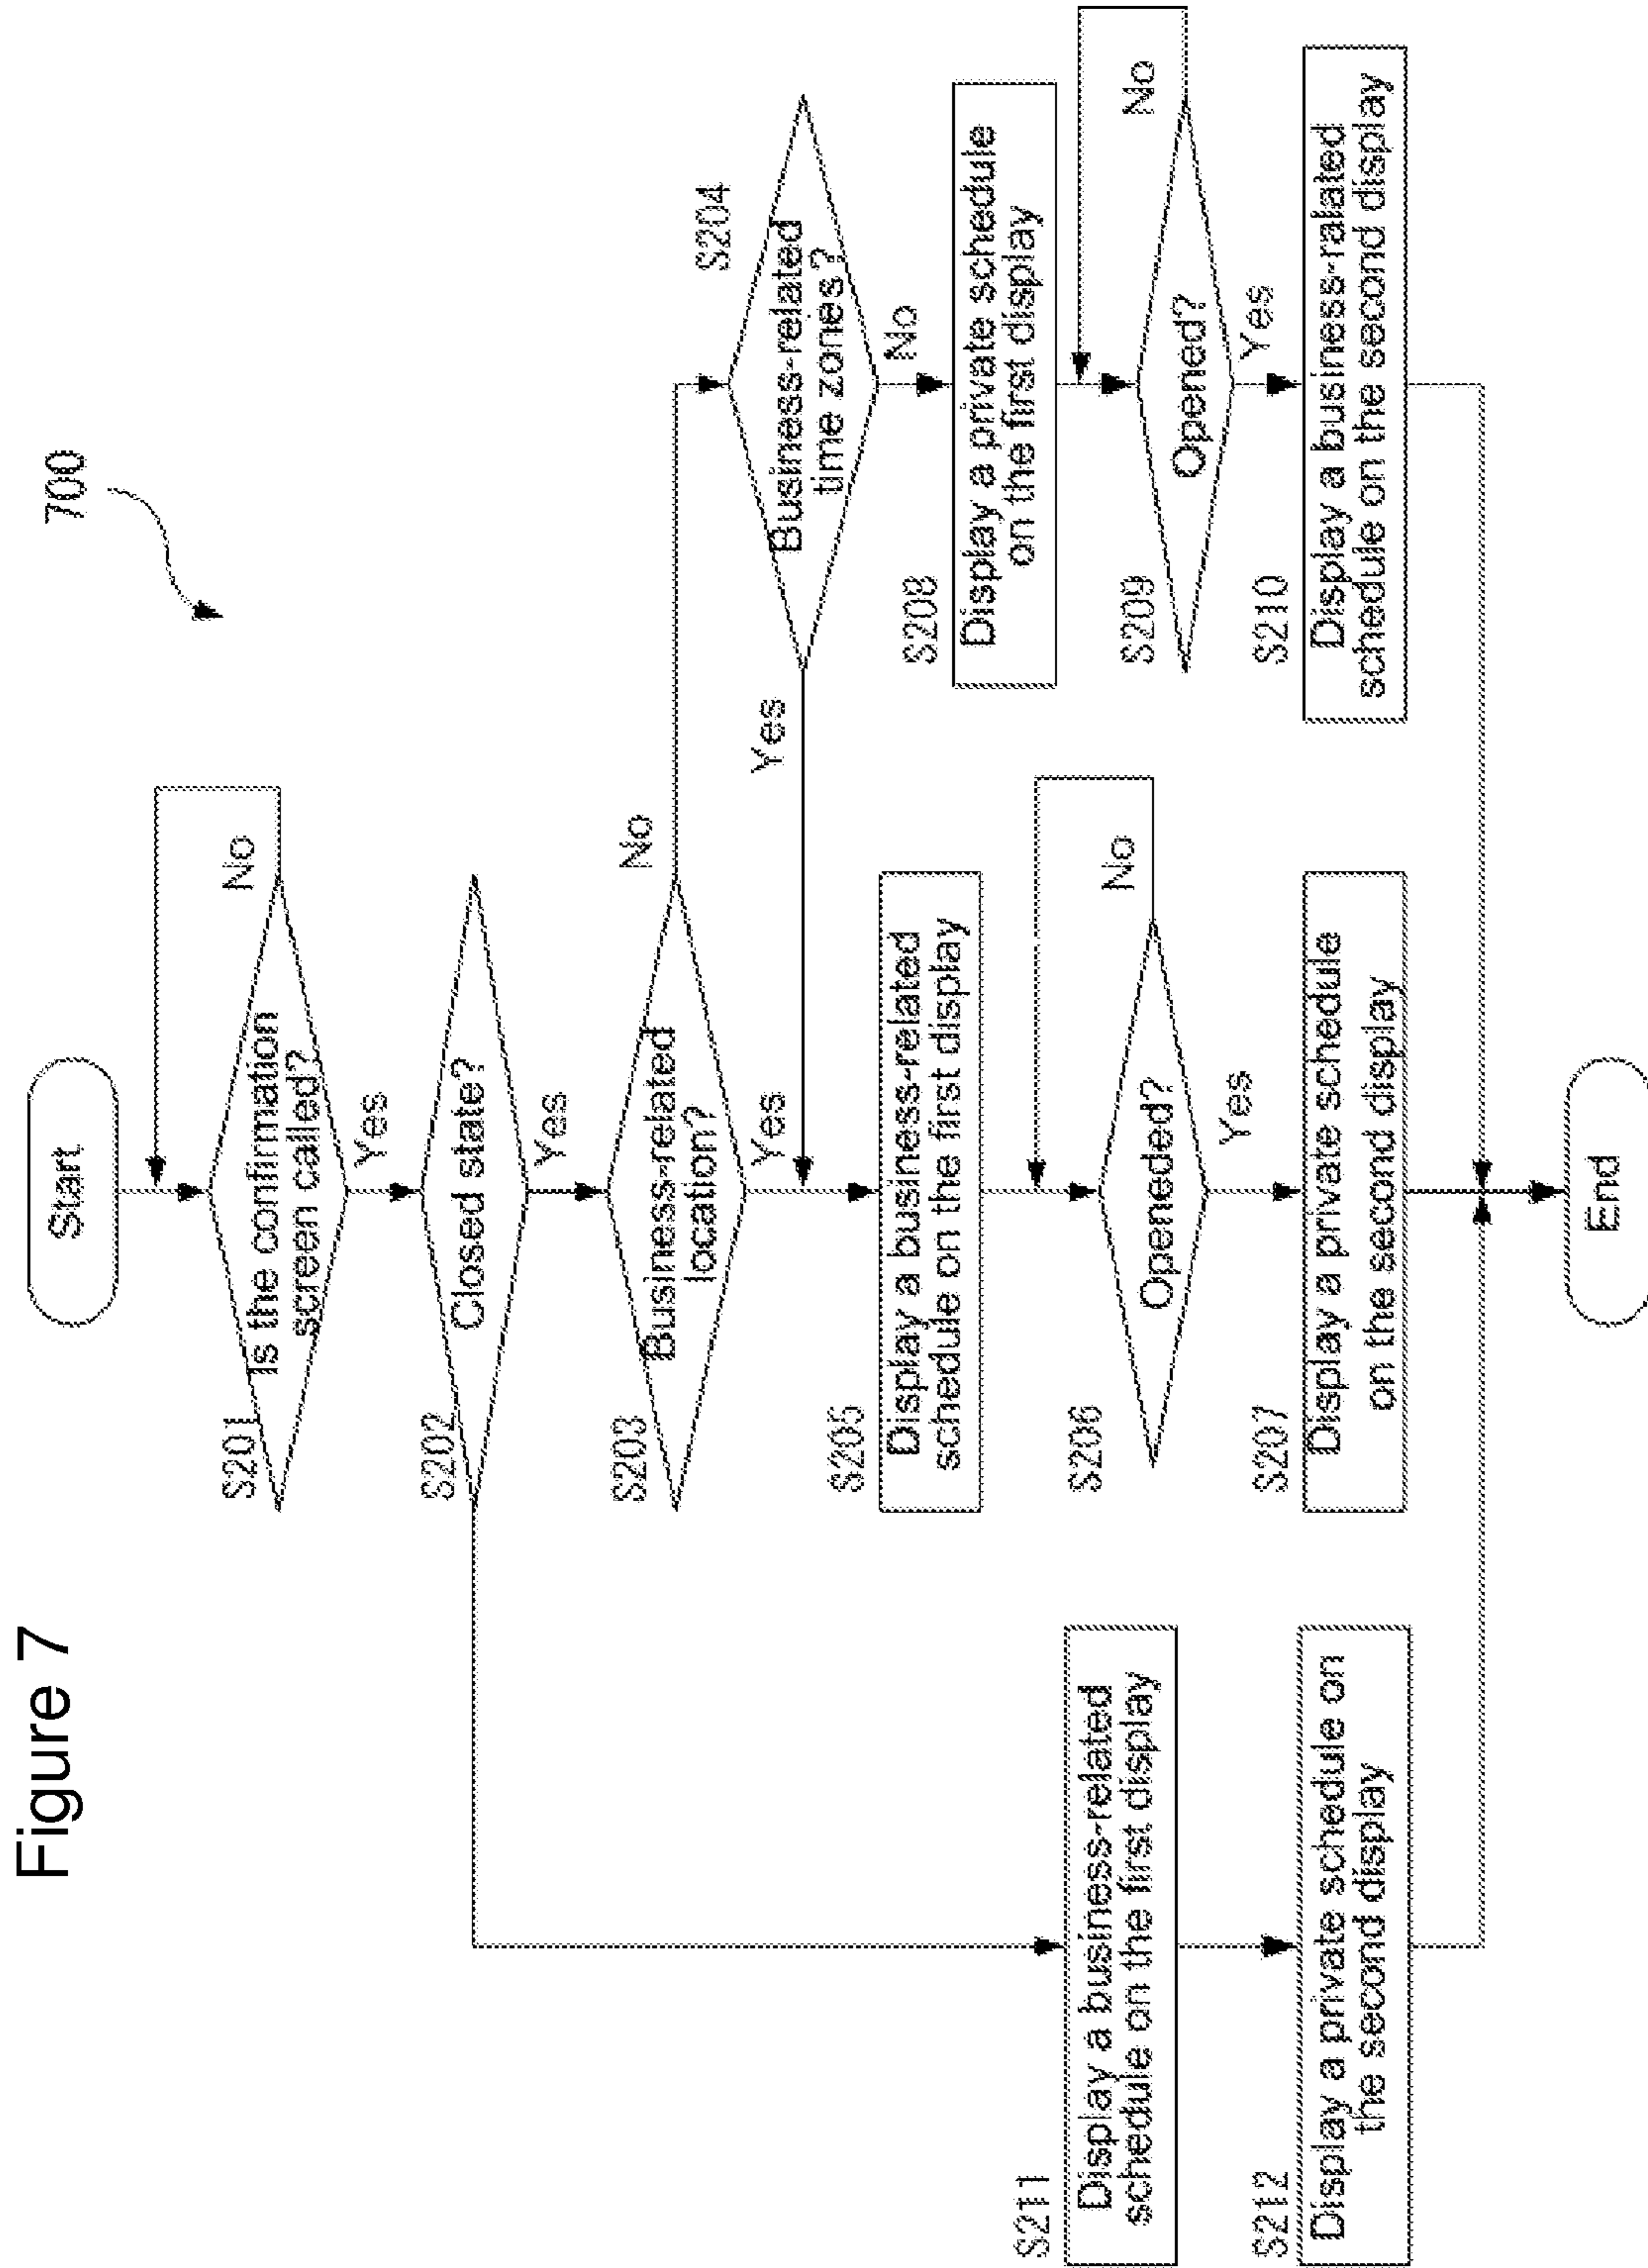 Figure 7
700
Start
S201
Is the confirmation
screen called?
No
Yes
S202
Closed state?
Yes
S203
Business-related
location?
No
Yes
S204
Business-related
time zones?
Yes
No
S205
Display a business-related
schedule on the first display
S206
Openeded?
No
Yes
S207
Display a private schedule
on the second display
S208
Display a private schedule
on the first display
S209
Opened?
No
Yes
S210
Display a business-ralated
schedule on the second display
S211
Display a business-related
schedule on the first display
S212
Display a private schedule on
the second display
End